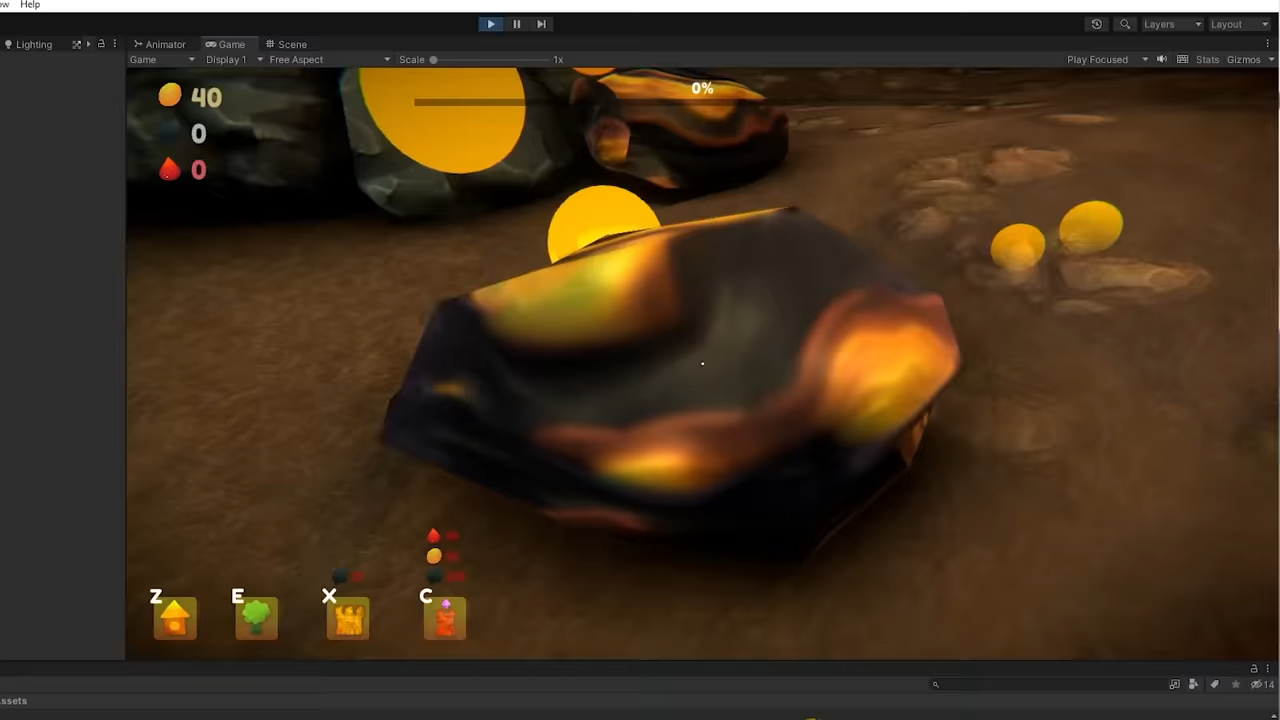 Help
Layers
Layout
Lighting
Animator
Game
Scene
Game
Display 1
Free Aspect
Scale
1x
Play Focused
Stats
Gizmos
40
0%
0
0
Z
E
X
C
14
ssets